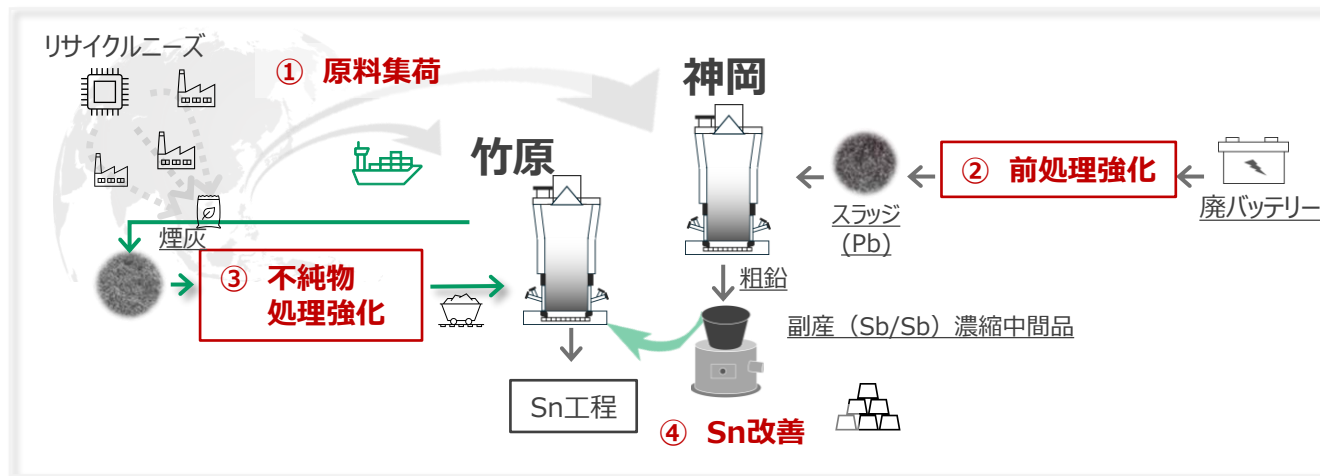 リサイクルニーズ
① 原料集荷
神岡
竹原
② 前処理強化
廃バッテリー
スラッジ
(Pb)
煙灰
③ 不純物
処理強化
粗鉛
副産（Sb/Sb）濃縮中間品
Sn工程
④ Sn改善